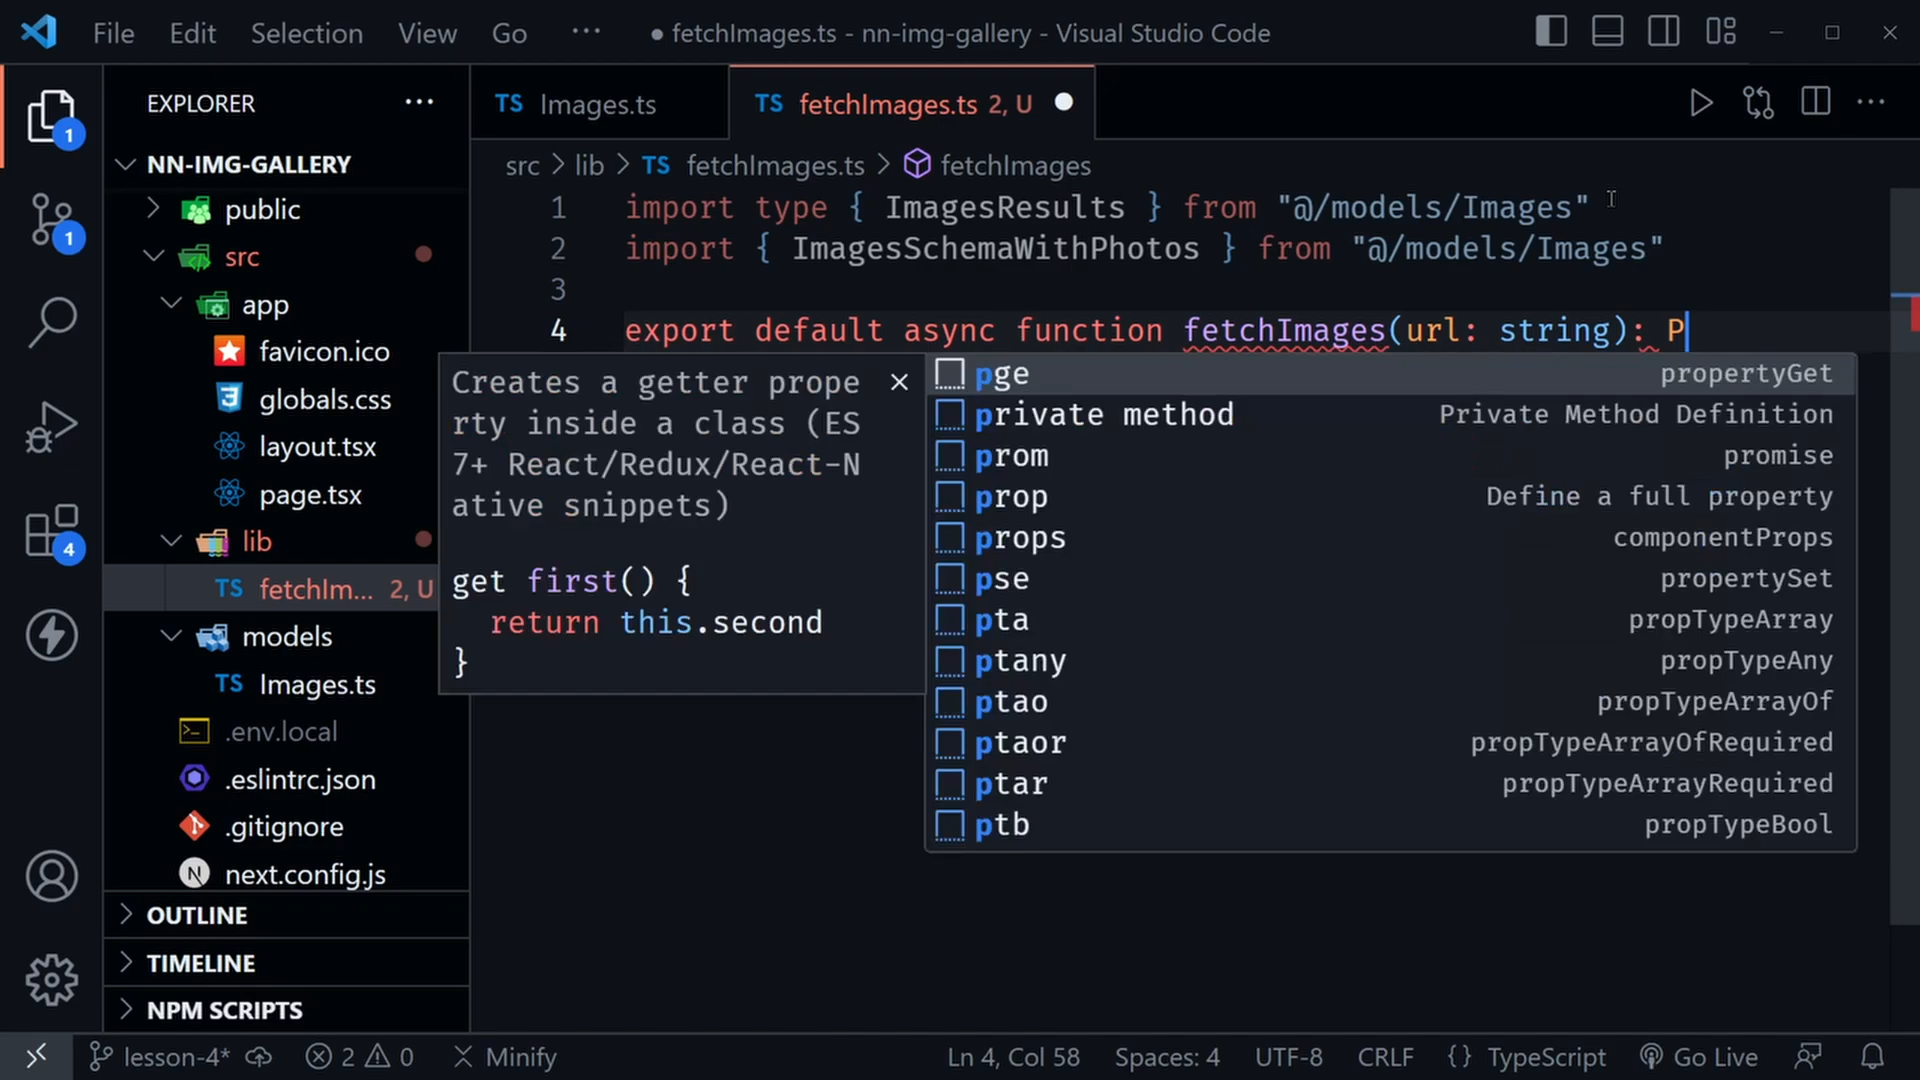 File Edit Selection View Go ··· ● fetchImages.ts - nn-img-gallery - Visual Studio Code
EXPLORER ···
TS Images.ts
TS fetchImages.ts 2, U ●
NN-IMG-GALLERY
public
src
app
favicon.ico
globals.css
layout.tsx
page.tsx
lib
TS fetchIm... 2, U
models
TS Images.ts
.env.local
.eslintrc.json
.gitignore
N next.config.js
OUTLINE
TIMELINE
NPM SCRIPTS
1
1
4
src > lib > TS fetchImages.ts > fetchImages
1 import type { ImagesResults } from "@/models/Images"
2 import { ImagesSchemaWithPhotos } from "@/models/Images"
3
4 export default async function fetchImages(url: string): P
Creates a getter prope
rty inside a class (ES
7+ React/Redux/React-N
ative snippets)
get first() {
return this.second
}
pge propertyGet
private method Private Method Definition
prom promise
prop Define a full property
props componentProps
pse propertySet
pta propTypeArray
ptany propTypeAny
ptao propTypeArrayOf
ptaor propTypeArrayOfRequired
ptar propTypeArrayRequired
ptb propTypeBool
lesson-4* 2 0 Minify Ln 4, Col 58 Spaces: 4 UTF-8 CRLF {} TypeScript Go Live